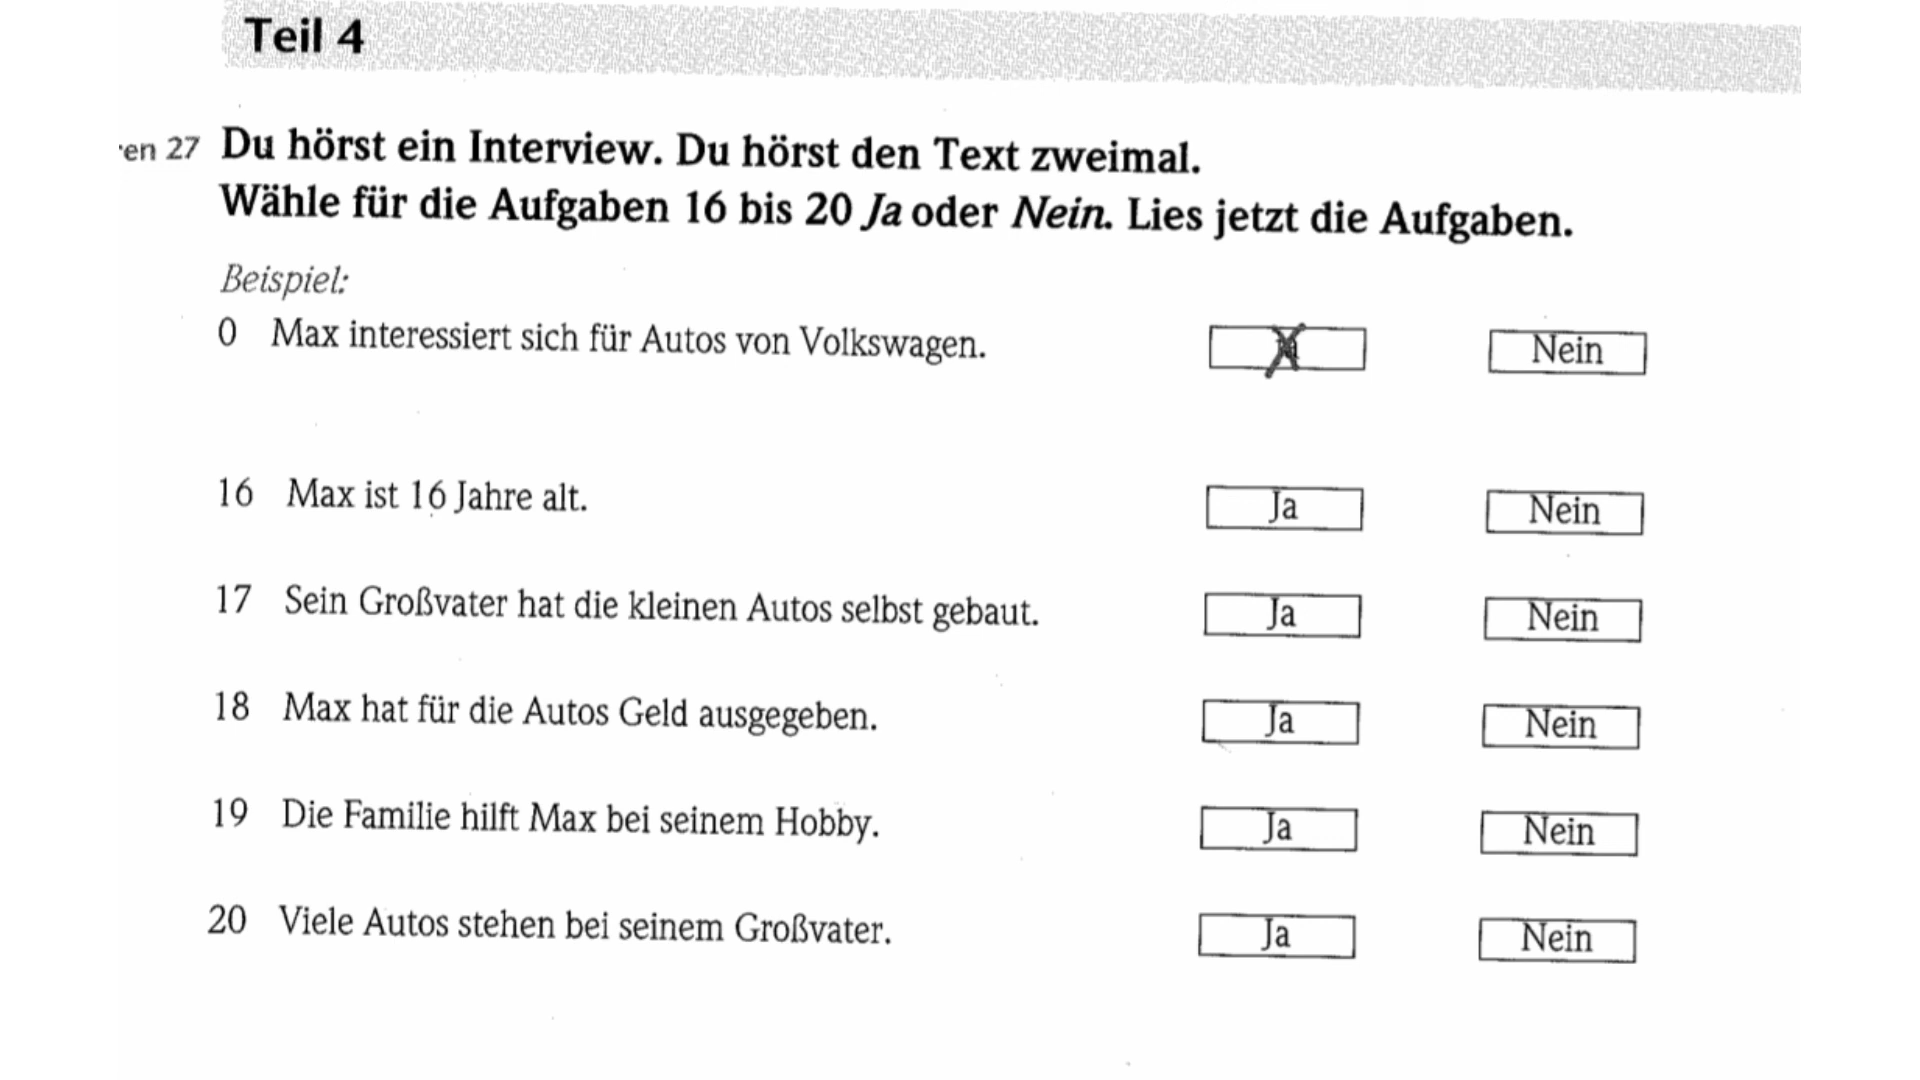 Teil 4
en 27 Du hörst ein Interview. Du hörst den Text zweimal.
Wähle für die Aufgaben 16 bis 20 Ja oder Nein. Lies jetzt die Aufgaben.
Beispiel:
0 Max interessiert sich für Autos von Volkswagen. Nein
16 Max ist 16 Jahre alt. Ja Nein
17 Sein Großvater hat die kleinen Autos selbst gebaut. Ja Nein
18 Max hat für die Autos Geld ausgegeben. Ja Nein
19 Die Familie hilft Max bei seinem Hobby. Ja Nein
20 Viele Autos stehen bei seinem Großvater. Ja Nein